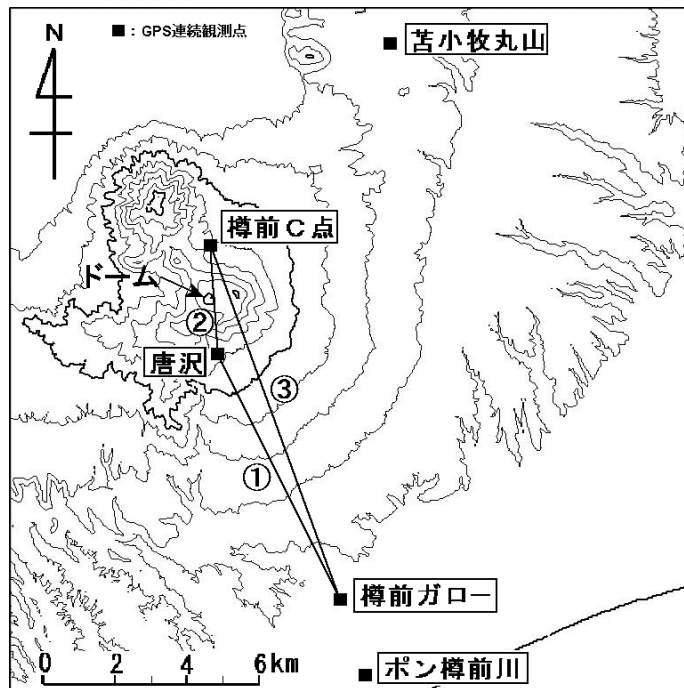 N
■：GPS連続観測点
苫小牧丸山
樽前C点
ドーム
②
唐沢
③
①
樽前ガロー
0 2 4 6km
ポン樽前川